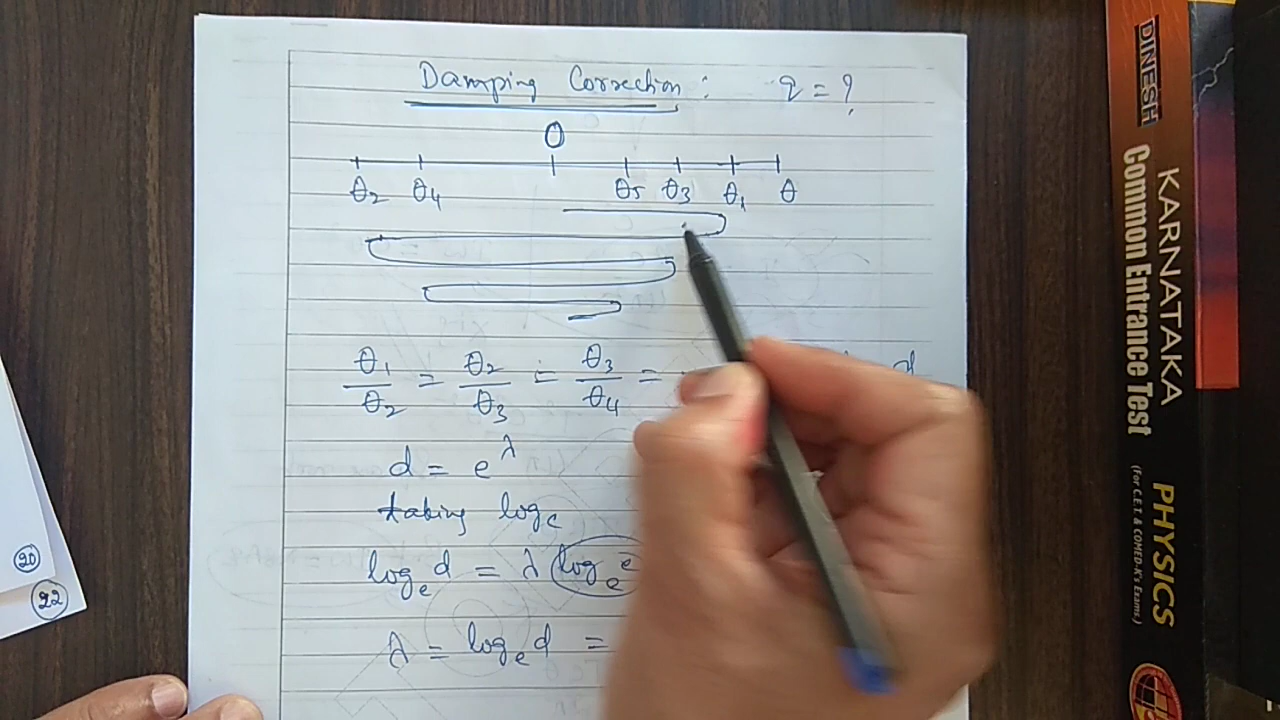 Damping Correction : q = ?
O
θ₂ θ₄ θ₅ θ₃ θ₁ θ
θ₁/θ₂ = θ₂/θ₃ = θ₃/θ₄ = d
d = e^λ
taking logₑ
logₑ d = λ logₑ e
λ = logₑ d =
20
22
DINESH
KARNATAKA
Common Entrance Test
(For C.E.T. & COMED-K's Exams)
PHYSICS